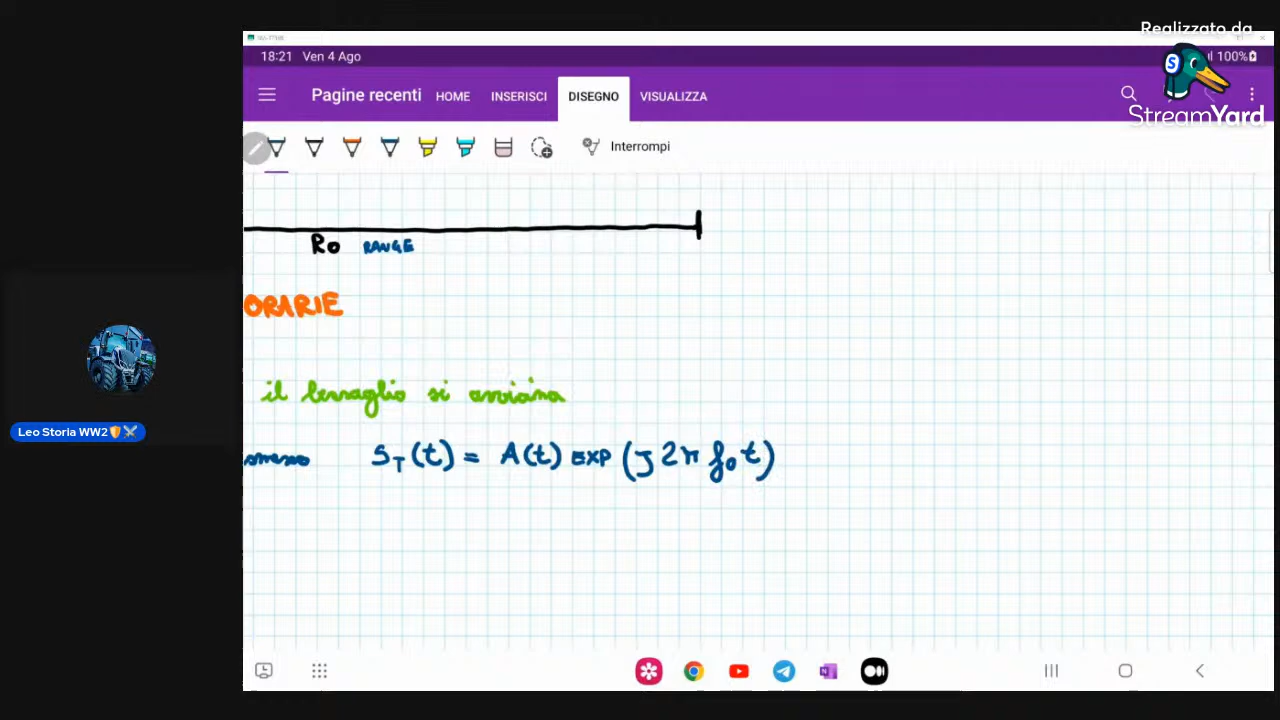 Realizzato da
StreamYard
18:21 Ven 4 Ago
100%
Pagine recenti HOME INSERISCI DISEGNO VISUALIZZA
Interrompi
R0 RANGE
ORARIE
il bersaglio si avvicina
ST(t) = A(t) EXP (J 2π f0 t)
Leo Storia WW2🛡️⚔️